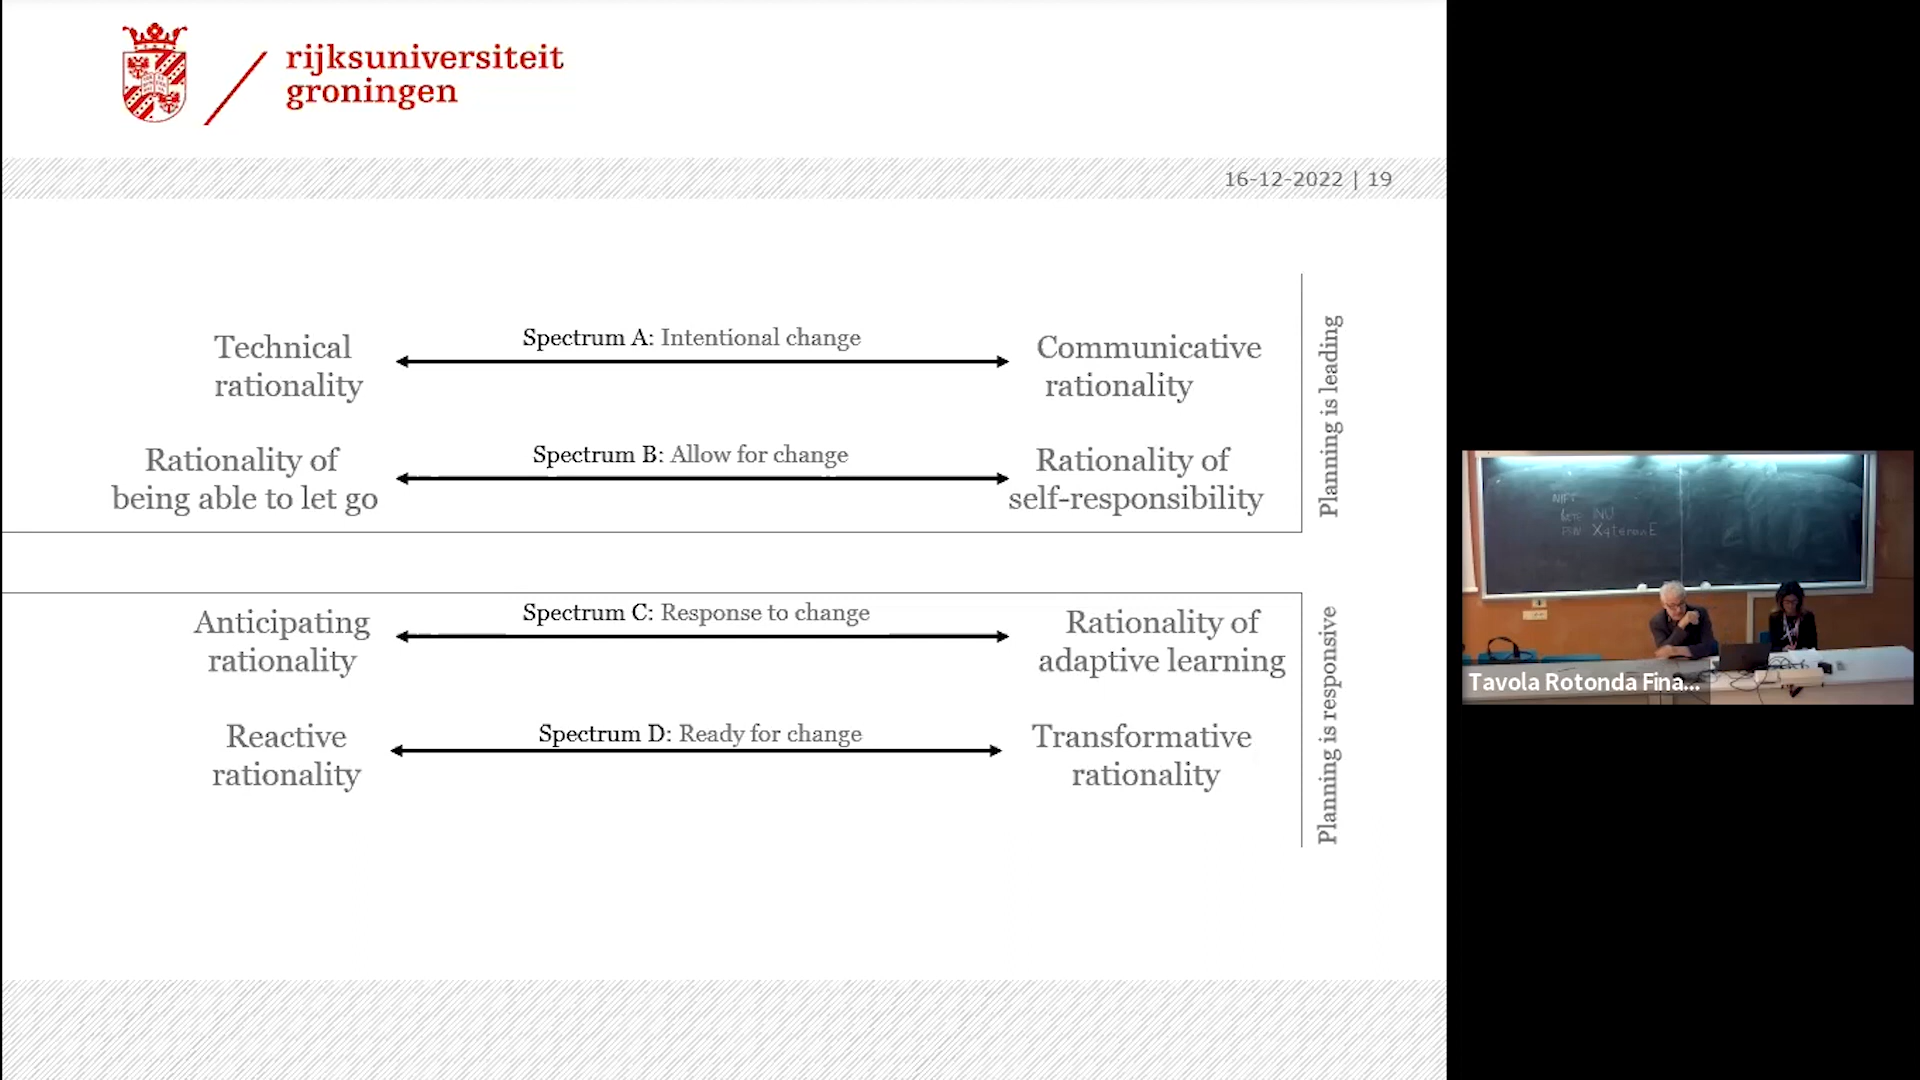 rijksuniversiteit
groningen
16-12-2022 | 19
Technical
rationality
Spectrum A: Intentional change
Communicative
rationality
Rationality of
being able to let go
Spectrum B: Allow for change
Rationality of
self-responsibility
Planning is leading
Anticipating
rationality
Spectrum C: Response to change
Rationality of
adaptive learning
Reactive
rationality
Spectrum D: Ready for change
Transformative
rationality
Planning is responsive
Tavola Rotonda Fina...